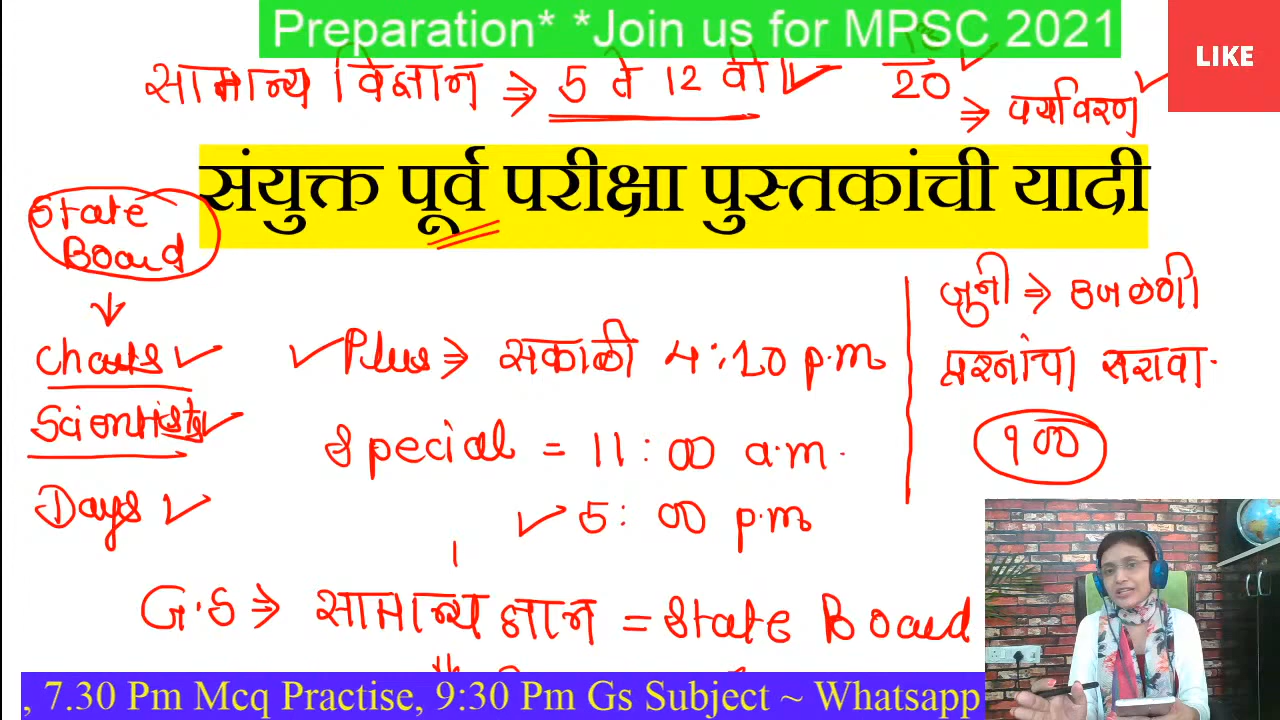 Preparation* *Join us for MPSC 2021
LIKE
सामान्य विज्ञान ⇒ 5 ते 12 वी
20
⇒ पर्यावरण
संयुक्त पूर्व परीक्षा पुस्तकांची यादी
State
Board
Charts
Scientists
Days
Plus ⇒ सकाळी 4:20 p.m
Special = 11:00 a.m.
5:00 p.m
जुनी ⇒ उजळणी
प्रश्नांचा सरावा.
१००
G.S ⇒ सामान्य ज्ञान = State Board
, 7.30 Pm Mcq Practise, 9:30 Pm Gs Subject ~ Whatsapp